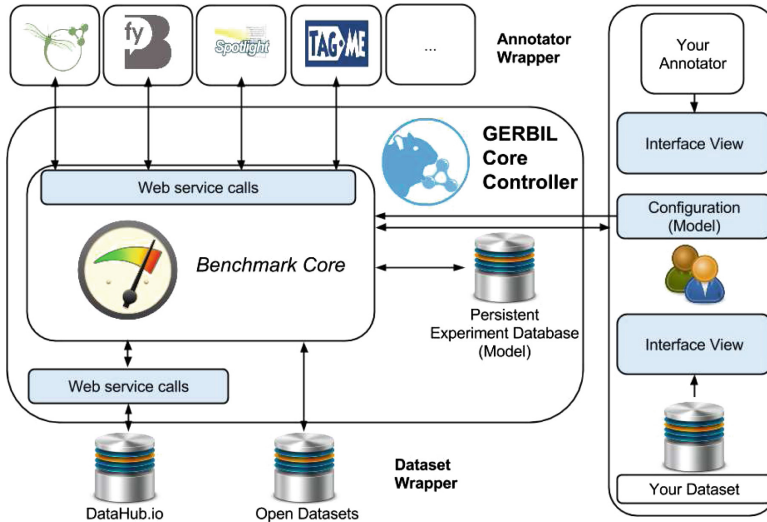 fy
Spotlight
TAG ME
...
Annotator
Wrapper
Your
Annotator
Interface View
GERBIL
Core
Controller
Web service calls
Configuration
(Model)
Benchmark Core
Persistent
Experiment Database
(Model)
Interface View
Web service calls
Dataset
Wrapper
DataHub.io
Open Datasets
Your Dataset